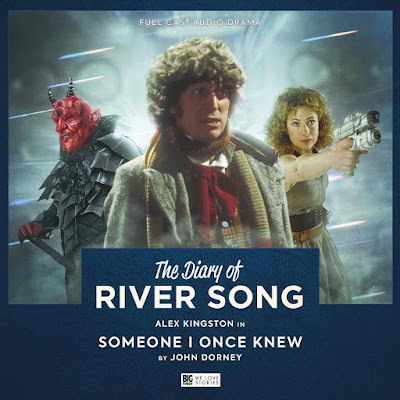 FULL CAST AUDIO DRAMA
The Diary of
RIVER SONG
ALEX KINGSTON IN
SOMEONE I ONCE KNEW
BY JOHN DORNEY
BIG FINISH
WE LOVE
STORIES